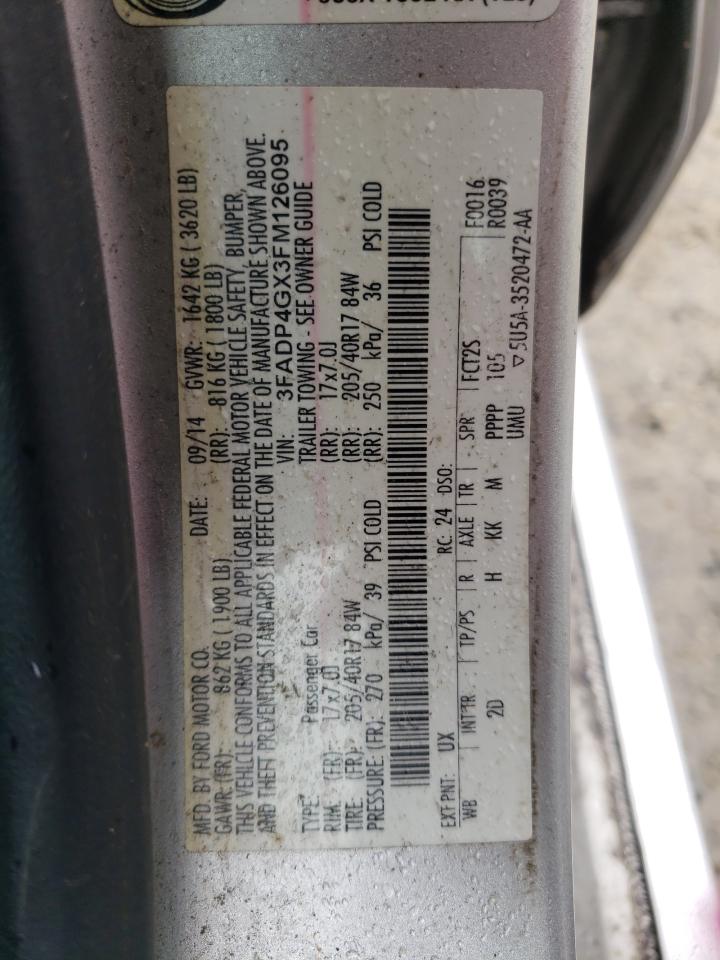 MFD. BY FORD MOTOR CO. DATE: 09/14 GVWR: 1642 KG ( 3620 LB)
GAWR: (FR): 862 KG ( 1900 LB) (RR): 816 KG ( 1800 LB)
THIS VEHICLE CONFORMS TO ALL APPLICABLE FEDERAL MOTOR VEHICLE SAFETY, BUMPER,
AND THEFT PREVENTION STANDARDS IN EFFECT ON THE DATE OF MANUFACTURE SHOWN ABOVE.
VIN: 3FADP4GX3FM126095
TYPE: Passenger Car TRAILER TOWING - SEE OWNER GUIDE
RIM: (FR): 17x7.0J (RR): 17x7.0J
TIRE: (FR): 205/40R17 84W (RR): 205/40R17 84W
PRESSURE: (FR): 270 kPa/ 39 PSI COLD (RR): 250 kPa/ 36 PSI COLD
EXT PNT: UX RC: 24 DSO: F0016
WB INT TR TP/PS R AXLE TR SPR FCT2S R0039
2D H KK M PPPP 105
UMU ▽5U5A-3520472-AA